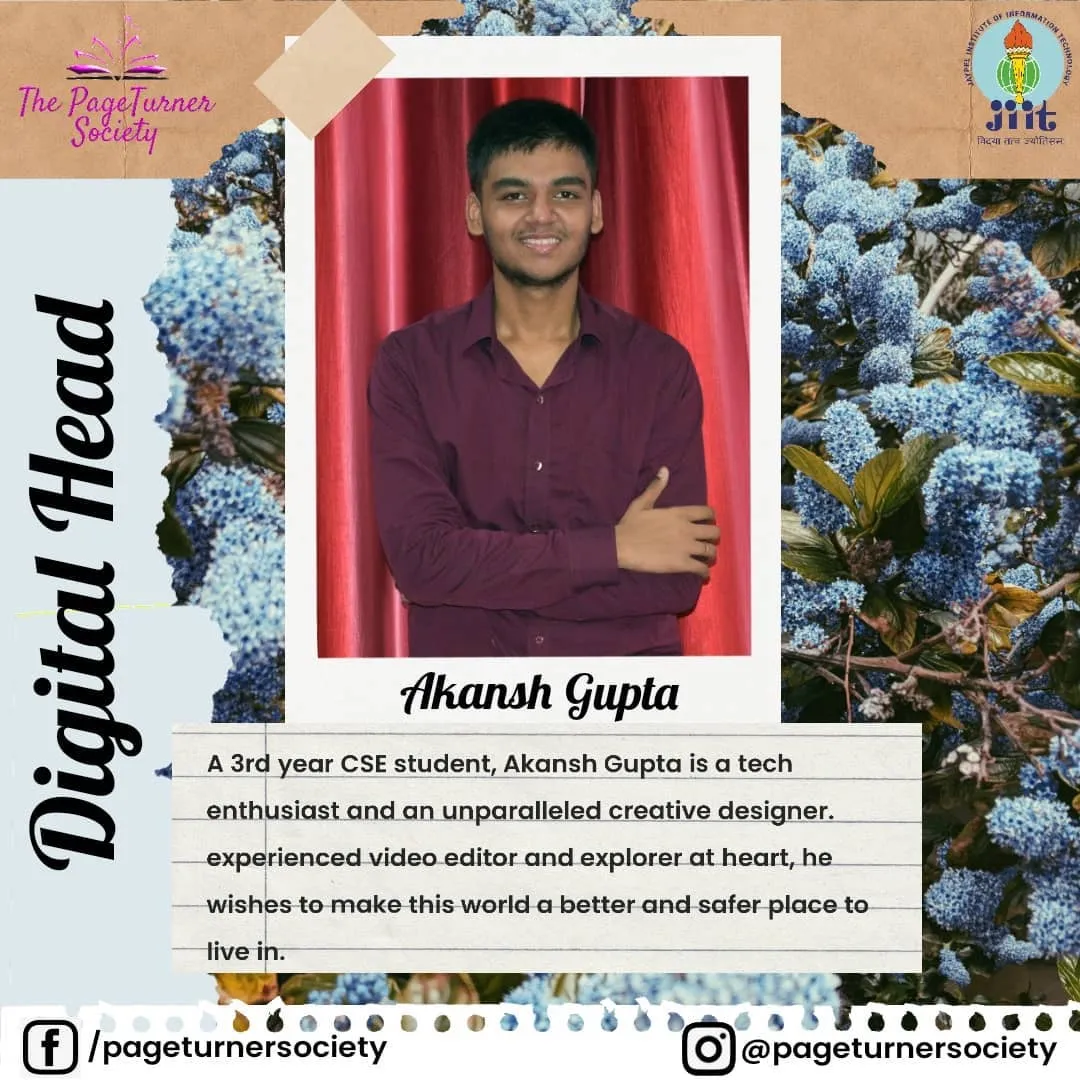 The PageTurner
Society
JAYPEE INSTITUTE OF INFORMATION TECHNOLOGY
jiit
विद्या तत्व ज्योतिसमः
Digital Head
Akansh Gupta
A 3rd year CSE student, Akansh Gupta is a tech
enthusiast and an unparalleled creative designer.
experienced video editor and explorer at heart, he
wishes to make this world a better and safer place to
live in.
/pageturnersociety
@pageturnersociety